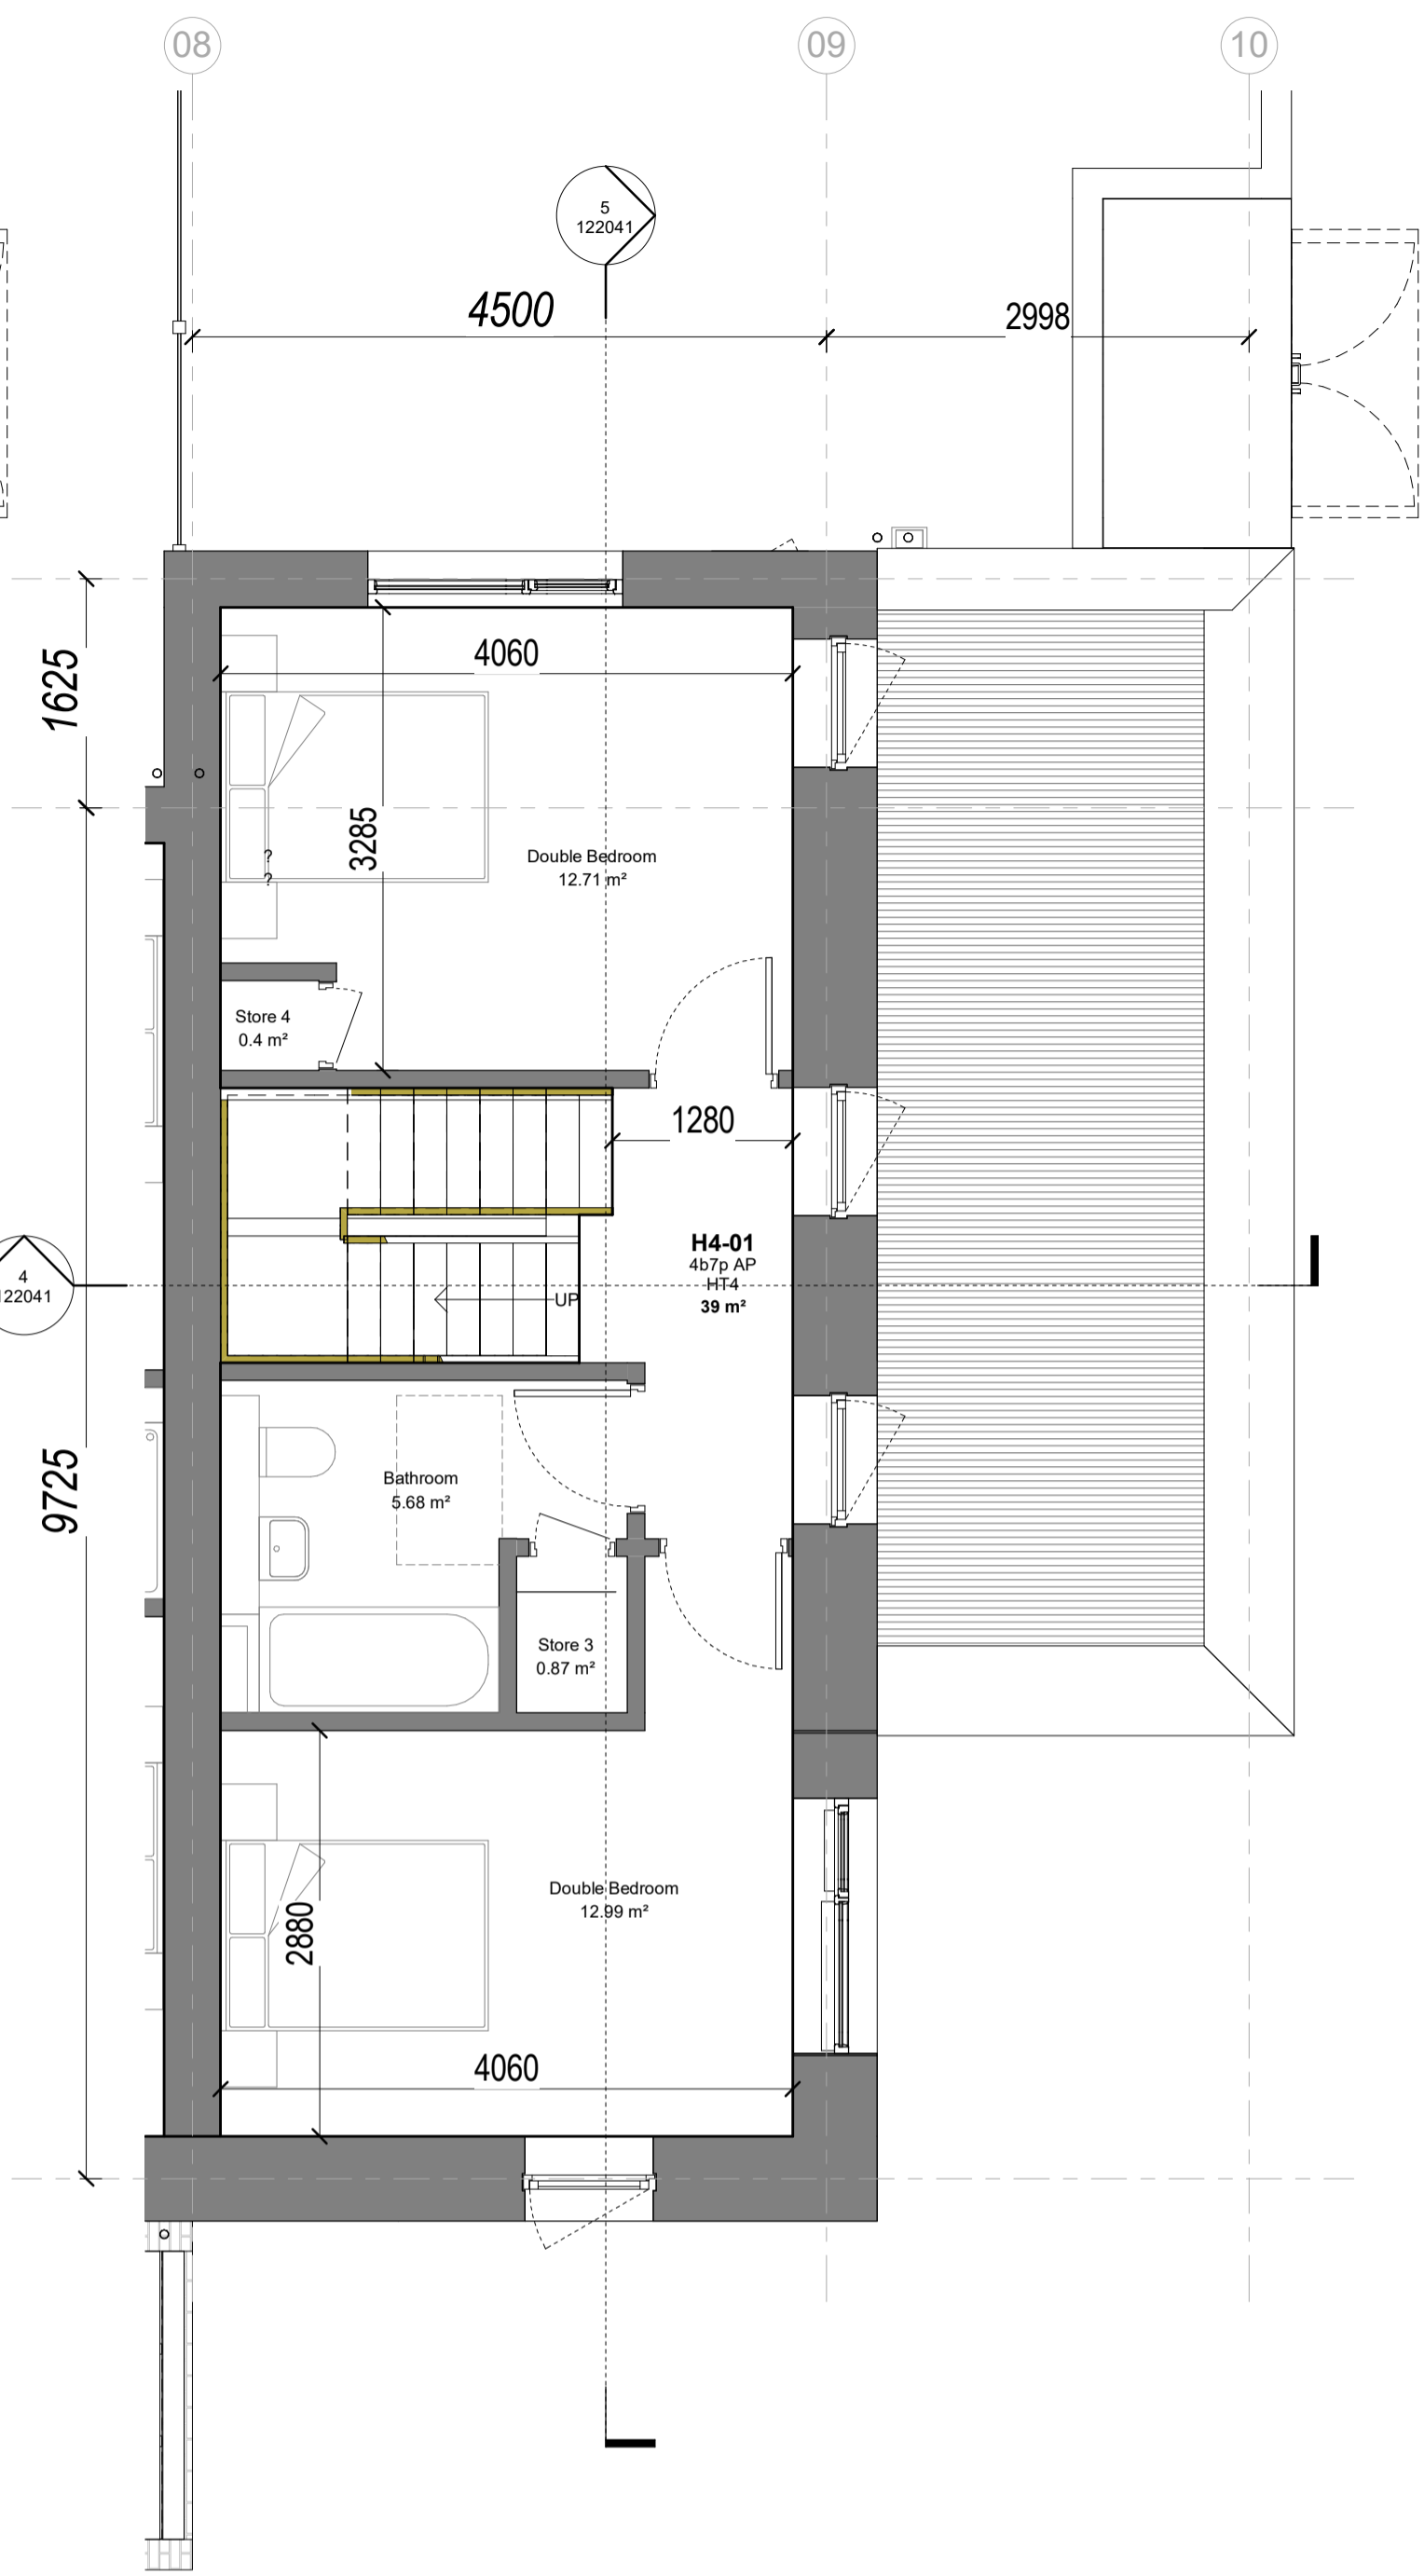 08
09
10
5
122041
4500
2998
1625
4060
3285
Double Bedroom
12.71 m²
?
?
Store 4
0.4 m²
1280
H4-01
4b7p AP
HT4
39 m²
4
122041
UP
9725
Bathroom
5.68 m²
Store 3
0.87 m²
Double Bedroom
12.99 m²
2880
4060